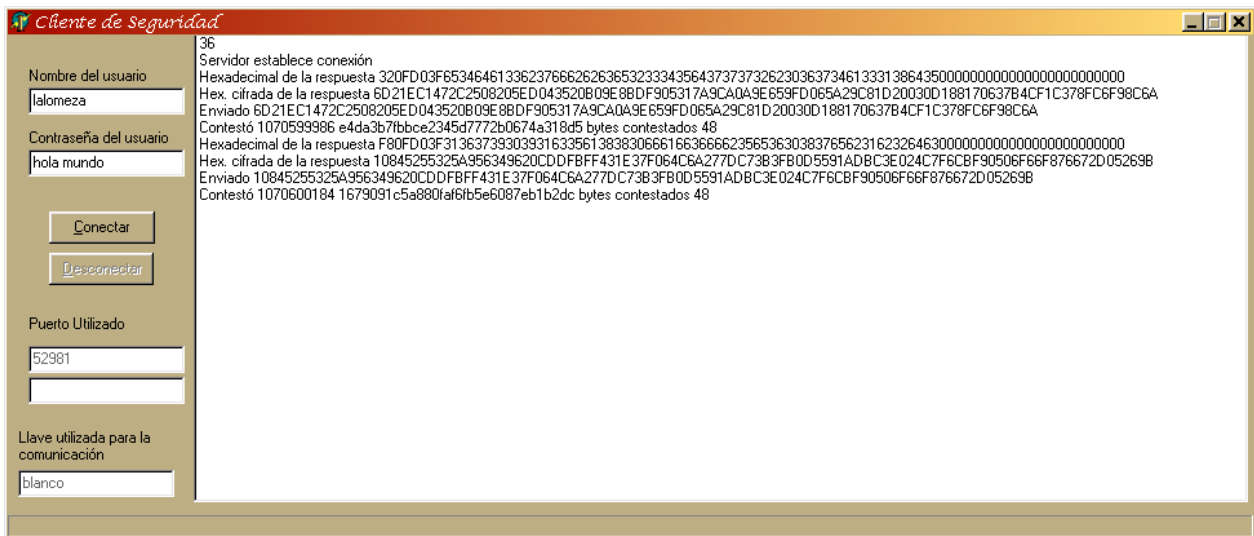 Cliente de Seguridad
Nombre del usuario
lalomeza
Contraseña del usuario
hola mundo
Conectar
Desconectar
Puerto Utilizado
52981
Llave utilizada para la
comunicación
blanco
36
Servidor establece conexión
Hexadecimal de la respuesta 320FD03F65346461336237666262636532333435643737373262303637346133313864350000000000000000000000
Hex. cifrada de la respuesta 6D21EC1472C2508205ED043520B09E8BDF905317A9CA0A9E659FD065A29C81D20030D188170637B4CF1C378FC6F98C6A
Enviado 6D21EC1472C2508205ED043520B09E8BDF905317A9CA0A9E659FD065A29C81D20030D188170637B4CF1C378FC6F98C6A
Contestó 1070599986 e4da3b7fbbce2345d7772b0674a318d5 bytes contestados 48
Hexadecimal de la respuesta F80FD03F31363739303931633561383830666166366662356536303837656231623264630000000000000000000000
Hex. cifrada de la respuesta 10845255325A956349620CDDFBFF431E37F064C6A277DC73B3FB0D5591ADBC3E024C7F6CBF90506F66F876672D05269B
Enviado 10845255325A956349620CDDFBFF431E37F064C6A277DC73B3FB0D5591ADBC3E024C7F6CBF90506F66F876672D05269B
Contestó 1070600184 1679091c5a880faf6fb5e6087eb1b2dc bytes contestados 48